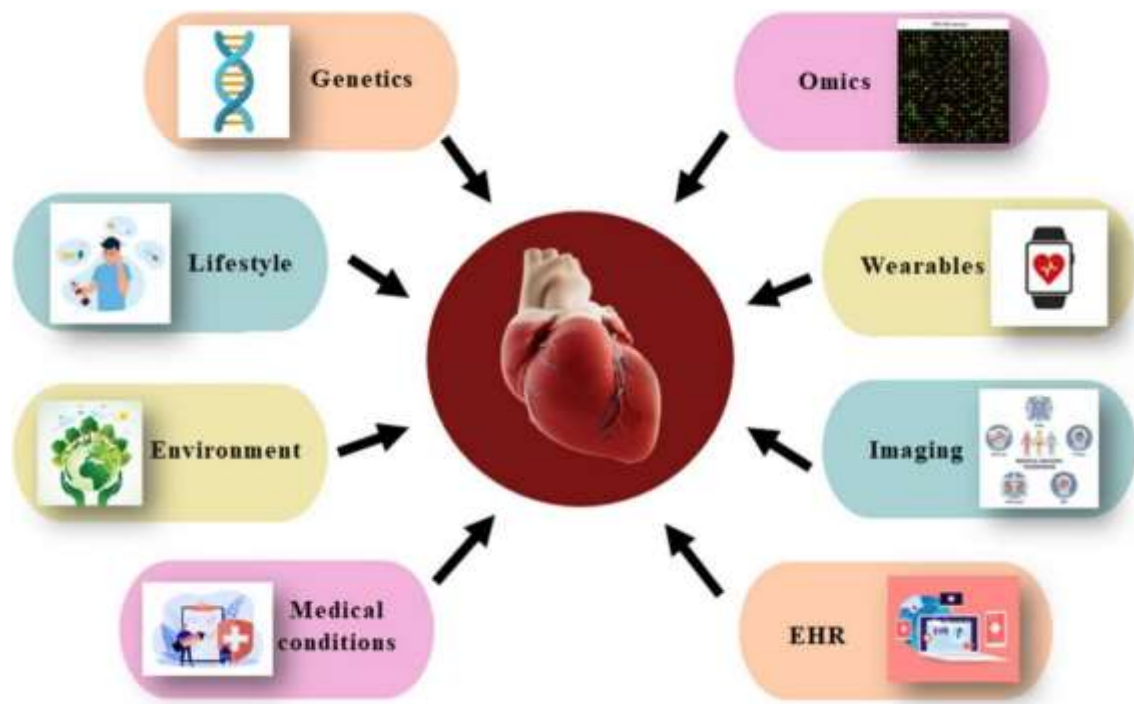 Genetics
Omics
Lifestyle
Wearables
Environment
Imaging
Medical
conditions
EHR